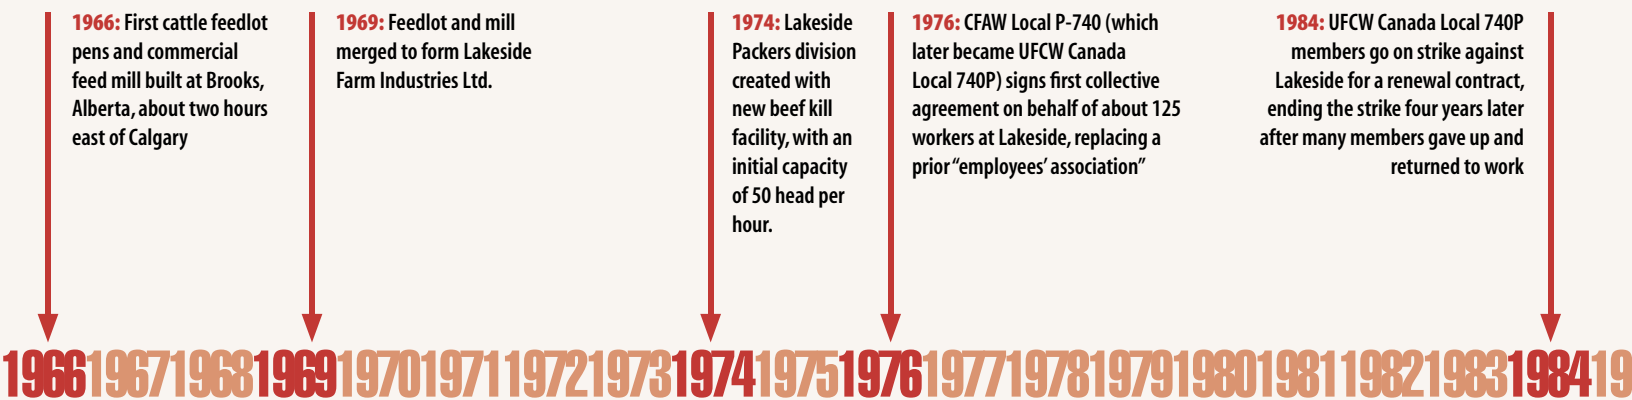 1966: First cattle feedlot
pens and commercial
feed mill built at Brooks,
Alberta, about two hours
east of Calgary
1969: Feedlot and mill
merged to form Lakeside
Farm Industries Ltd.
1974: Lakeside
Packers division
created with
new beef kill
facility, with an
initial capacity
of 50 head per
hour.
1976: CFAW Local P-740 (which
later became UFCW Canada
Local 740P) signs first collective
agreement on behalf of about 125
workers at Lakeside, replacing a
prior “employees’ association”
1984: UFCW Canada Local 740P
members go on strike against
Lakeside for a renewal contract,
ending the strike four years later
after many members gave up and
returned to work
196619671968196919701971197219731974197519761977197819791980198119821983198419